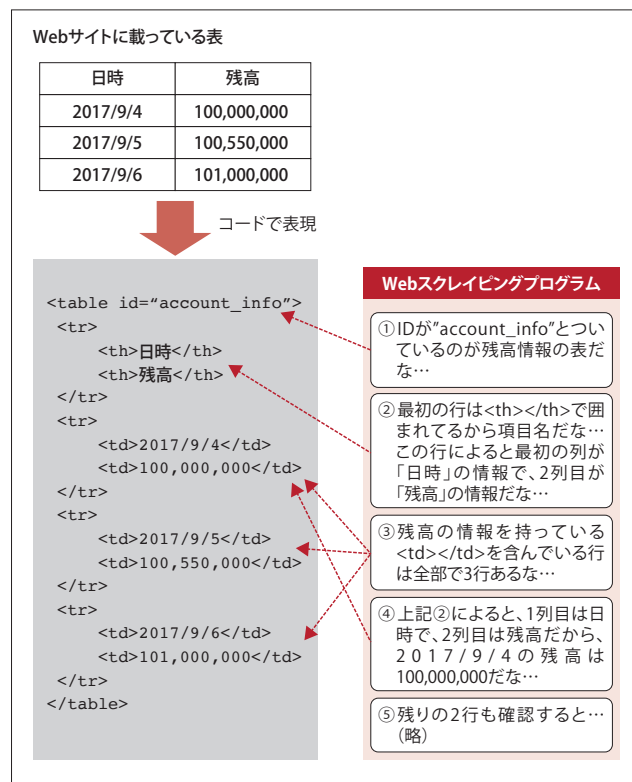 Webサイトに載っている表
日時 残高
2017/9/4 100,000,000
2017/9/5 100,550,000
2017/9/6 101,000,000
コードで表現
<table id=“account_info”>
<tr>
<th>日時</th>
<th>残高</th>
</tr>
<tr>
<td>2017/9/4</td>
<td>100,000,000</td>
</tr>
<tr>
<td>2017/9/5</td>
<td>100,550,000</td>
</tr>
<tr>
<td>2017/9/6</td>
<td>101,000,000</td>
</tr>
</table>
Webスクレイピングプログラム
①IDが”account_info”とつい
ているのが残高情報の表だ
な…
②最初の行は<th></th>で囲
まれてるから項目名だな…
この行によると最初の列が
「日時」の情報で、2列目が
「残高」の情報だな…
③残高の情報を持っている
<td></td>を含んでいる行
は全部で3行あるな…
④上記②によると、1列目は日
時で、2列目は残高だから、
2017/9/4の残高は
100,000,000だな…
⑤残りの2行も確認すると…
（略）